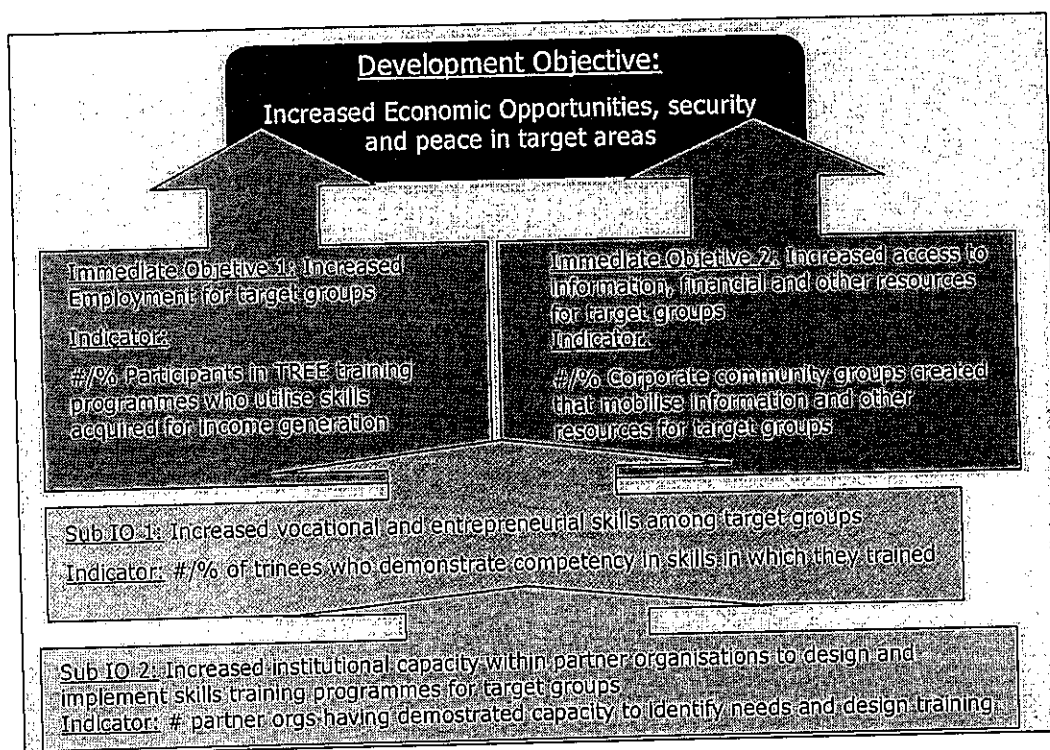 Development Objective:
Increased Economic Opportunities, security
and peace in target areas
Immediate Objetive 1: Increased
Employment for target groups
Indicator:
#/% Participants in TREE training
programmes who utilise skills
acquired for income generation
Immediate Objetive 2: Increased access to
information, financial and other resources
for target groups
Indicator:
#/% Corporate community groups created
that mobilise information and other
resources for target groups
Sub IO 1: Increased vocational and entrepreneurial skills among target groups
Indicator: #/% of trinees who demonstrate competency in skills in which they trained
Sub IO 2: Increased institutional capacity within partner organisations to design and
implement skills training programmes for target groups
Indicator: # partner orgs having demostrated capacity to identify needs and design training